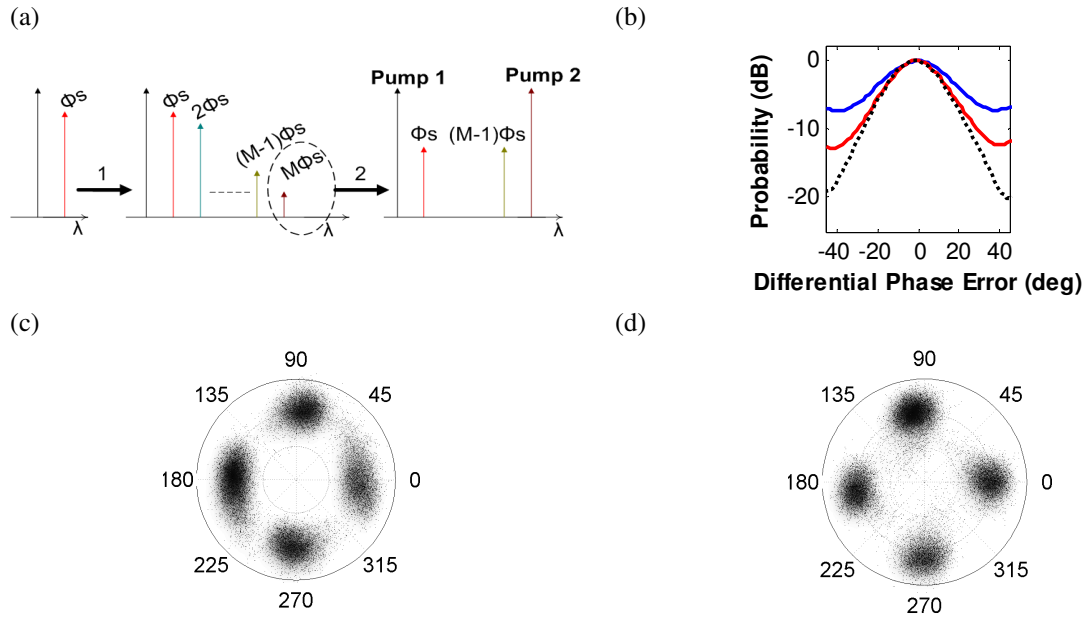 (a)
Φs
λ
1
Φs
2Φs
(M-1)Φs
MΦs
λ
2
Pump 1
Pump 2
Φs
(M-1)Φs
λ
(b)
Probability (dB)
0
-10
-20
-40 -20 0 20 40
Differential Phase Error (deg)
(c)
90
135
45
180
0
225
315
270
(d)
90
135
45
180
0
225
315
270